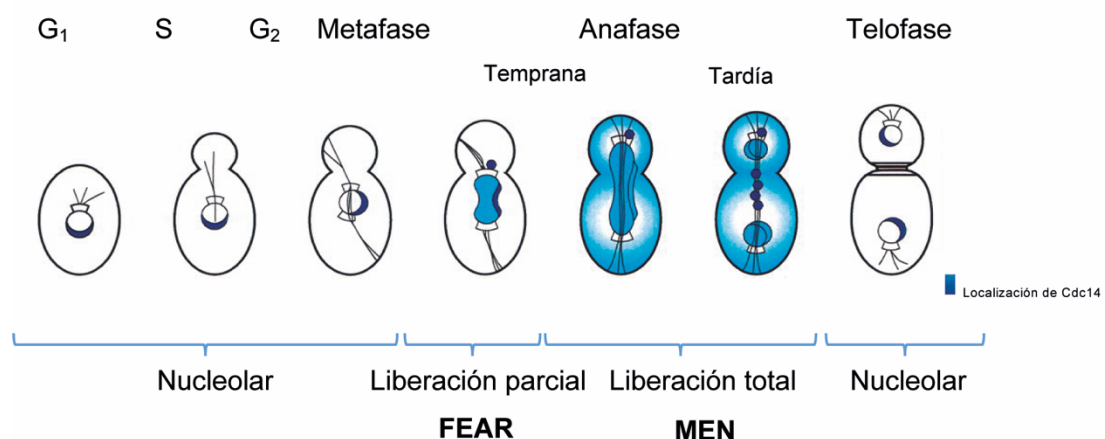 G₁ S G₂ Metafase Anafase Telofase
Temprana Tardía
Localización de Cdc14
Nucleolar Liberación parcial Liberación total Nucleolar
FEAR MEN